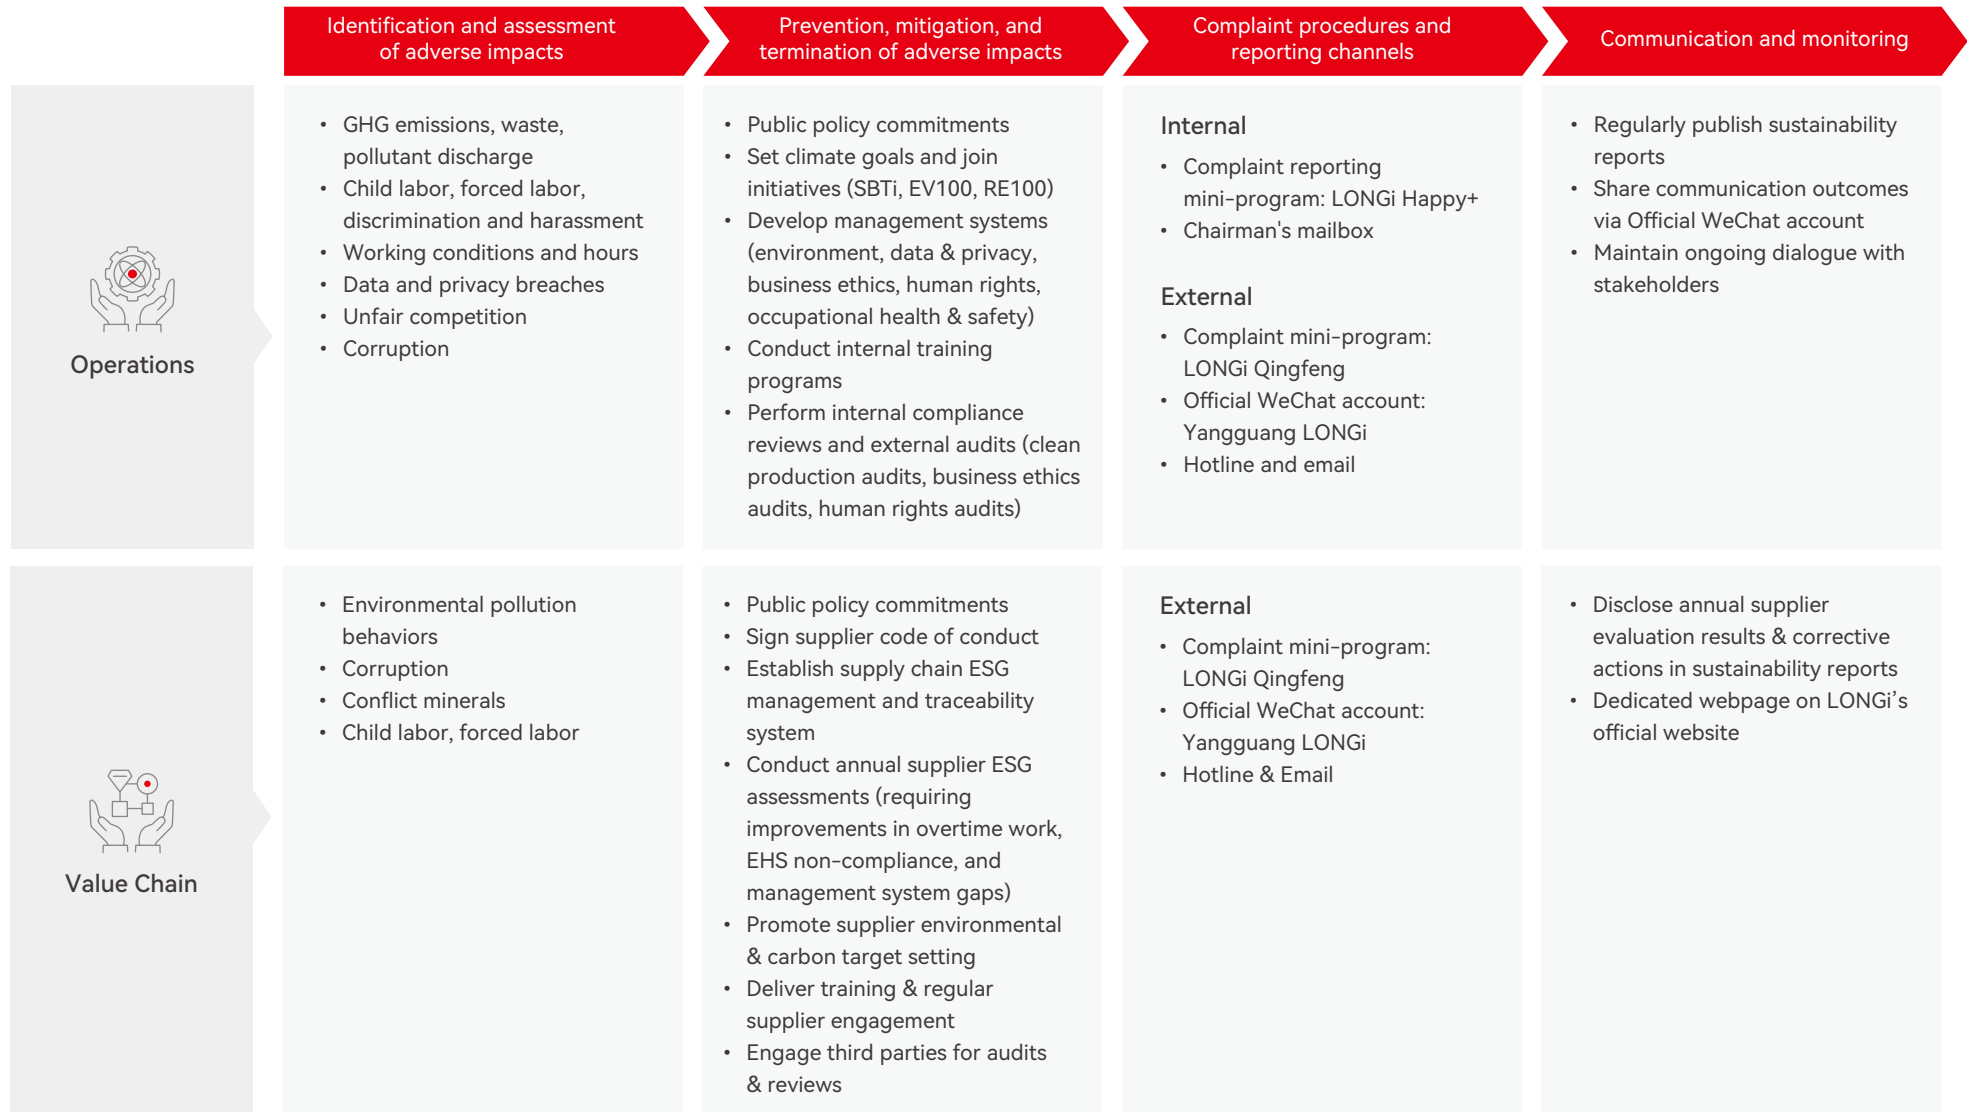 Identification and assessment
of adverse impacts
Prevention, mitigation, and
termination of adverse impacts
Complaint procedures and
reporting channels
Communication and monitoring
Operations
• GHG emissions, waste,
pollutant discharge
• Child labor, forced labor,
discrimination and harassment
• Working conditions and hours
• Data and privacy breaches
• Unfair competition
• Corruption
• Public policy commitments
• Set climate goals and join
initiatives (SBTi, EV100, RE100)
• Develop management systems
(environment, data & privacy,
business ethics, human rights,
occupational health & safety)
• Conduct internal training
programs
• Perform internal compliance
reviews and external audits (clean
production audits, business ethics
audits, human rights audits)
Internal
• Complaint reporting
mini-program: LONGi Happy+
• Chairman's mailbox
External
• Complaint mini-program:
LONGi Qingfeng
• Official WeChat account:
Yangguang LONGi
• Hotline and email
• Regularly publish sustainability
reports
• Share communication outcomes
via Official WeChat account
• Maintain ongoing dialogue with
stakeholders
Value Chain
• Environmental pollution
behaviors
• Corruption
• Conflict minerals
• Child labor, forced labor
• Public policy commitments
• Sign supplier code of conduct
• Establish supply chain ESG
management and traceability
system
• Conduct annual supplier ESG
assessments (requiring
improvements in overtime work,
EHS non-compliance, and
management system gaps)
• Promote supplier environmental
& carbon target setting
• Deliver training & regular
supplier engagement
• Engage third parties for audits
& reviews
External
• Complaint mini-program:
LONGi Qingfeng
• Official WeChat account:
Yangguang LONGi
• Hotline & Email
• Disclose annual supplier
evaluation results & corrective
actions in sustainability reports
• Dedicated webpage on LONGi’s
official website